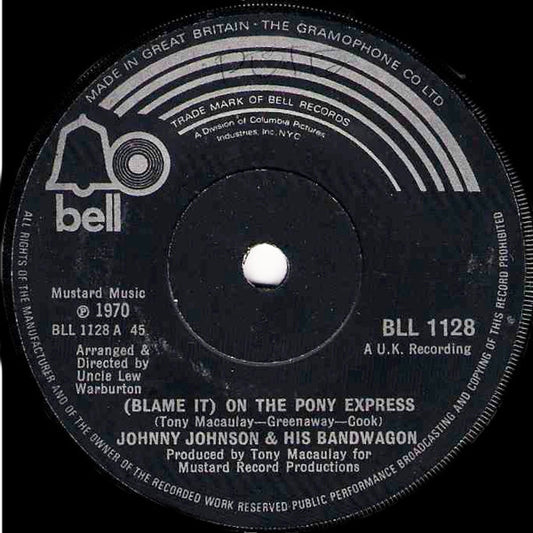 MADE IN GREAT BRITAIN · THE GRAMOPHONE CO LTD
TRADE MARK OF BELL RECORDS
A Division of Columbia Pictures
Industries, Inc. NYC
bell
Mustard Music
℗ 1970
BLL 1128 A 45
Arranged &
Directed by
Uncle Lew
Warburton
BLL 1128
A U.K. Recording
(BLAME IT) ON THE PONY EXPRESS
(Tony Macaulay—Greenaway—Cook)
JOHNNY JOHNSON & HIS BANDWAGON
Produced by Tony Macaulay for
Mustard Record Productions
ALL RIGHTS OF THE MANUFACTURER AND OF THE OWNER OF THE RECORDED WORK RESERVED·PUBLIC PERFORMANCE BROADCASTING AND COPYING OF THIS RECORD PROHIBITED